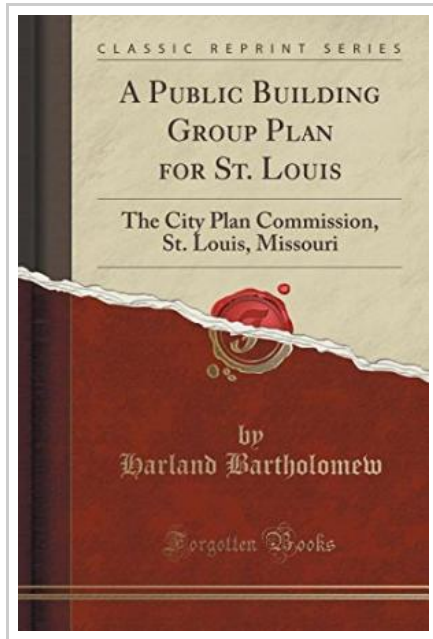 CLASSIC REPRINT SERIES
A PUBLIC BUILDING
GROUP PLAN
FOR ST. LOUIS
The City Plan Commission,
St. Louis, Missouri
by
Harland Bartholomew
Forgotten Books